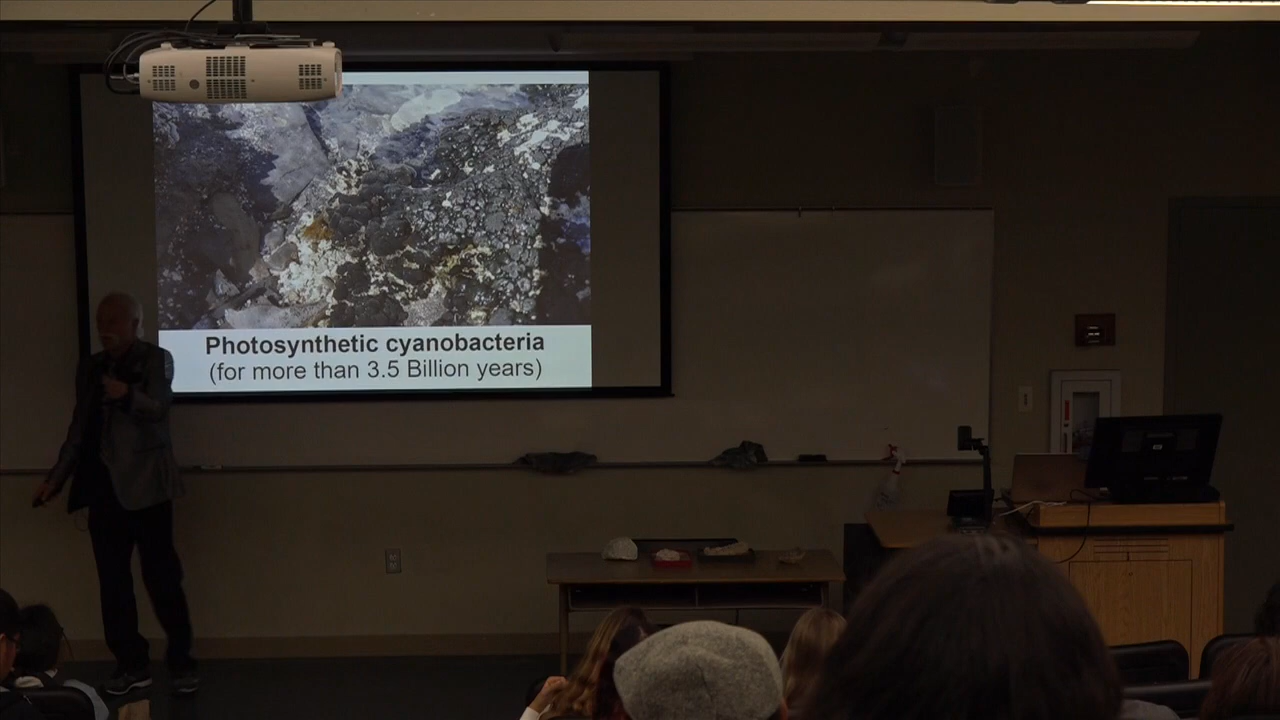 Photosynthetic cyanobacteria
(for more than 3.5 Billion years)